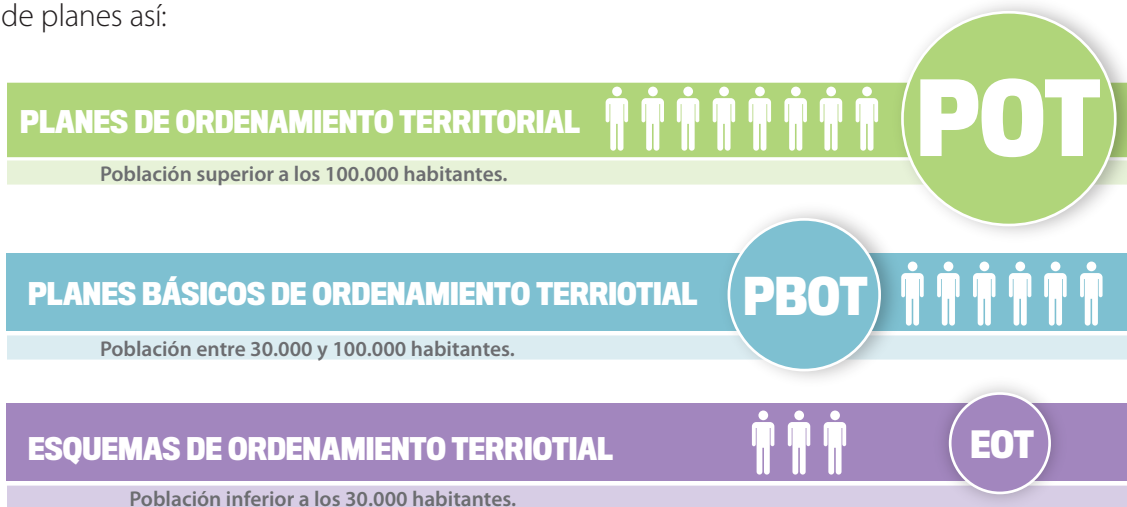 de planes así:
PLANES DE ORDENAMIENTO TERRITORIAL POT
Población superior a los 100.000 habitantes.
PLANES BÁSICOS DE ORDENAMIENTO TERRIOTIAL PBOT
Población entre 30.000 y 100.000 habitantes.
ESQUEMAS DE ORDENAMIENTO TERRIOTIAL EOT
Población inferior a los 30.000 habitantes.